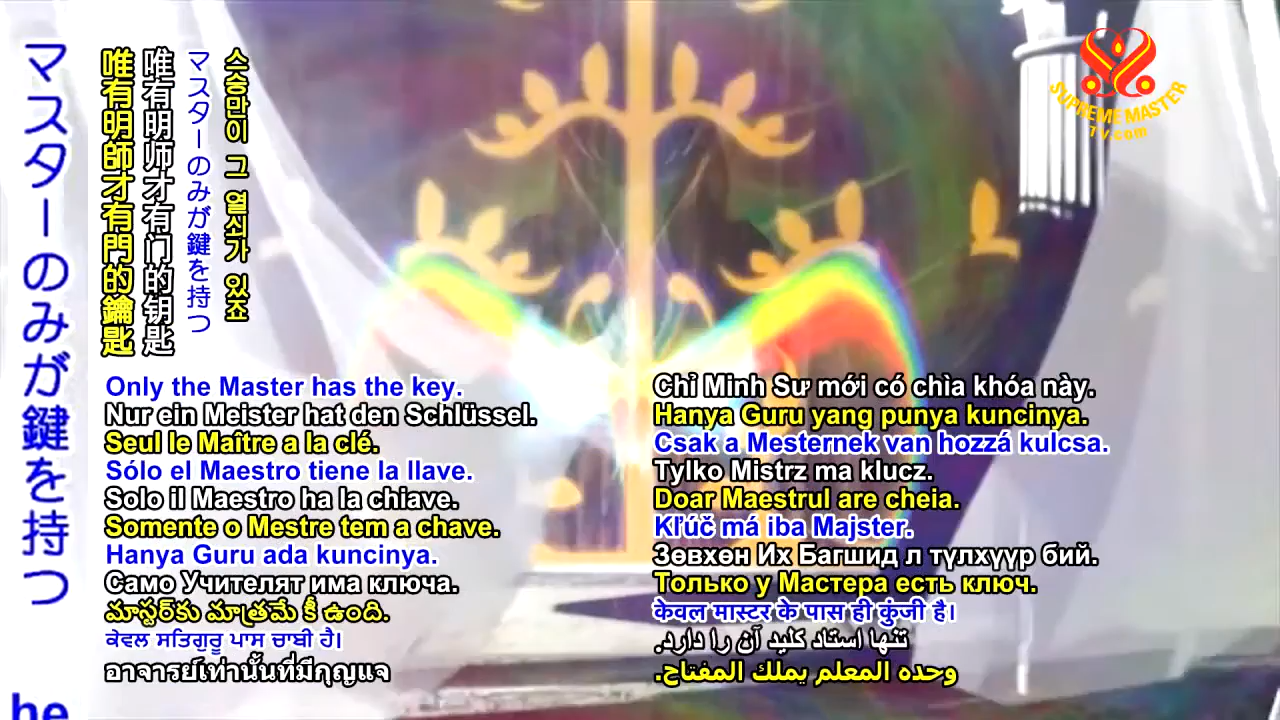 マスターのみが鍵を持つ
唯有明師才有門的鑰匙
唯有明师才有门的钥匙
マスターのみが鍵を持つ
스승만이 그 열쇠가 있죠
SUPREME MASTER
TV.com
Only the Master has the key.
Nur ein Meister hat den Schlüssel.
Seul le Maître a la clé.
Sólo el Maestro tiene la llave.
Solo il Maestro ha la chiave.
Somente o Mestre tem a chave.
Hanya Guru ada kuncinya.
Само Учителят има ключа.
మాస్టర్‌కు మాత్రమే కీ ఉంది.
ਕੇਵਲ ਸਤਿਗੁਰੂ ਪਾਸ ਚਾਬੀ ਹੈ।
อาจารย์เท่านั้นที่มีกุญแจ
Chỉ Minh Sư mới có chìa khóa này.
Hanya Guru yang punya kuncinya.
Csak a Mesternek van hozzá kulcsa.
Tylko Mistrz ma klucz.
Doar Maestrul are cheia.
Kľúč má iba Majster.
Зөвхөн Их Багшид л түлхүүр бий.
Только у Мастера есть ключ.
केवल मास्टर के पास ही कुंजी है।
تنها استاد کلید آن را دارد.
وحده المعلم يملك المفتاح.
he